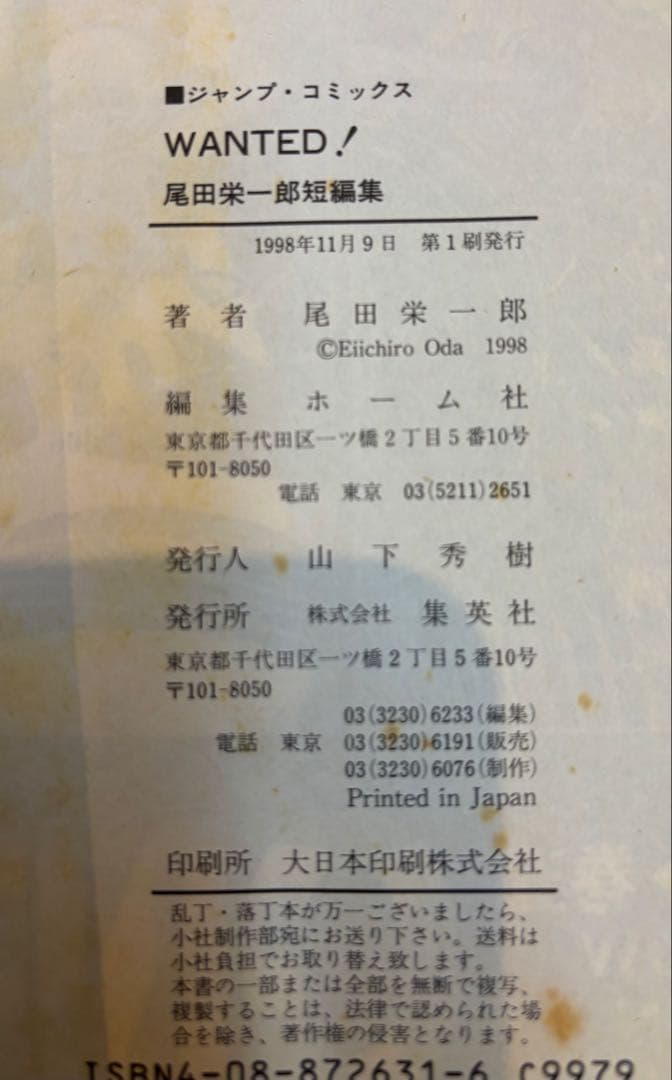 ■ジャンプ・コミックス
WANTED!
尾田栄一郎短編集
1998年11月9日 第1刷発行
著者 尾田栄一郎
©Eiichiro Oda 1998
編集 ホーム社
東京都千代田区一ツ橋2丁目5番10号
〒101-8050
電話 東京 03(5211)2651
発行人 山下秀樹
発行所 株式会社 集英社
東京都千代田区一ツ橋2丁目5番10号
〒101-8050
03(3230)6233(編集)
電話 東京 03(3230)6191(販売)
03(3230)6076(制作)
Printed in Japan
印刷所 大日本印刷株式会社
乱丁・落丁本が万一ございましたら、
小社制作部宛にお送り下さい。送料は
小社負担でお取り替え致します。
本書の一部または全部を無断で複写、
複製することは、法律で認められた場
合を除き、著作権の侵害となります。
ISBN4-08-872631-6 C9979